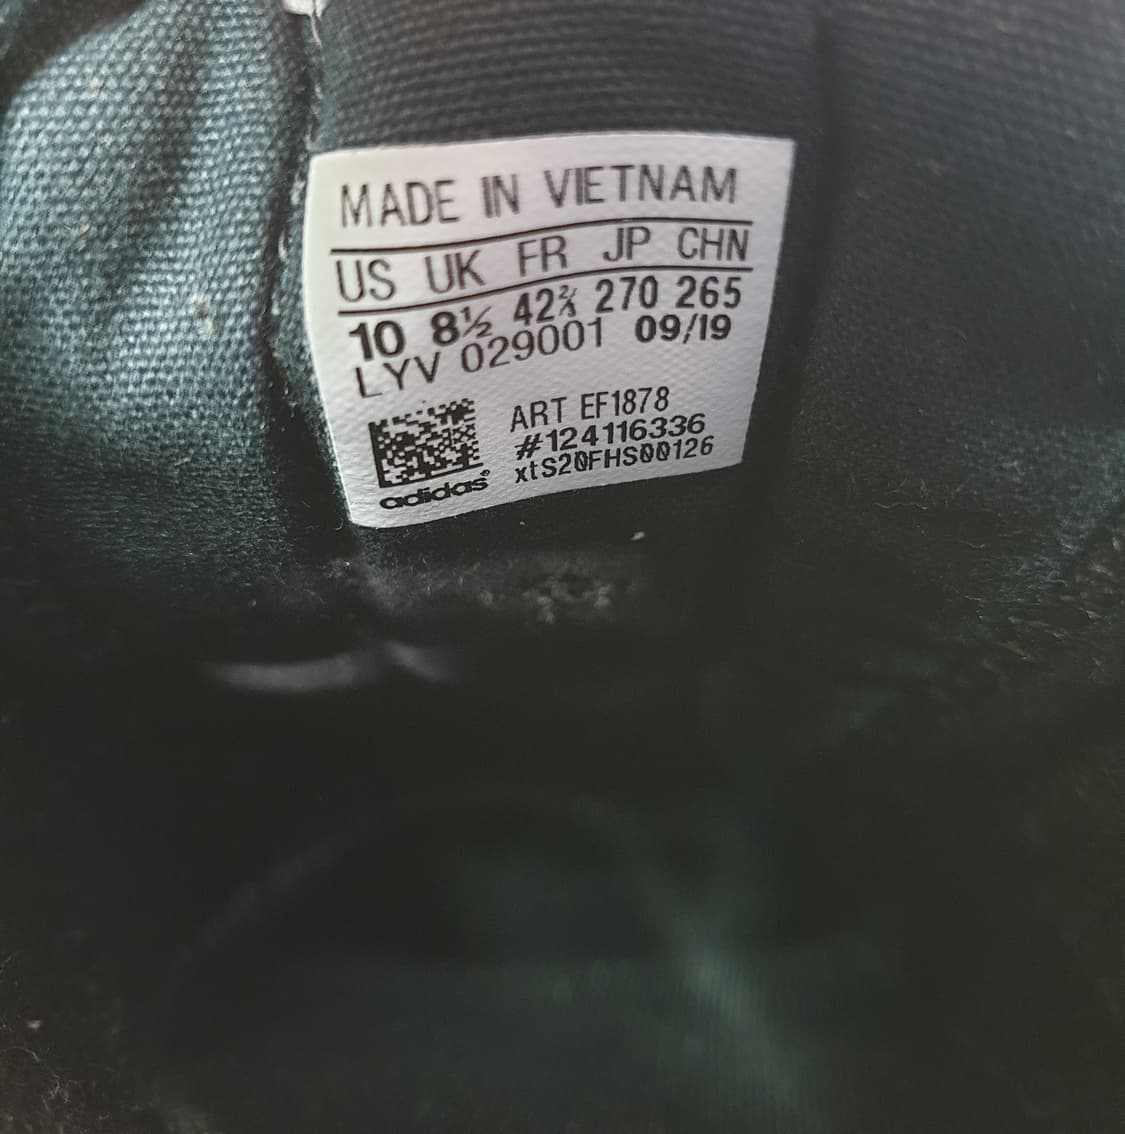 MADE IN VIETNAM
US UK FR JP CHN
10 8½ 42⅔ 270 265
LYV 029001 09/19
ART EF1878
#124116336
xtS20FHS00126
adidas®